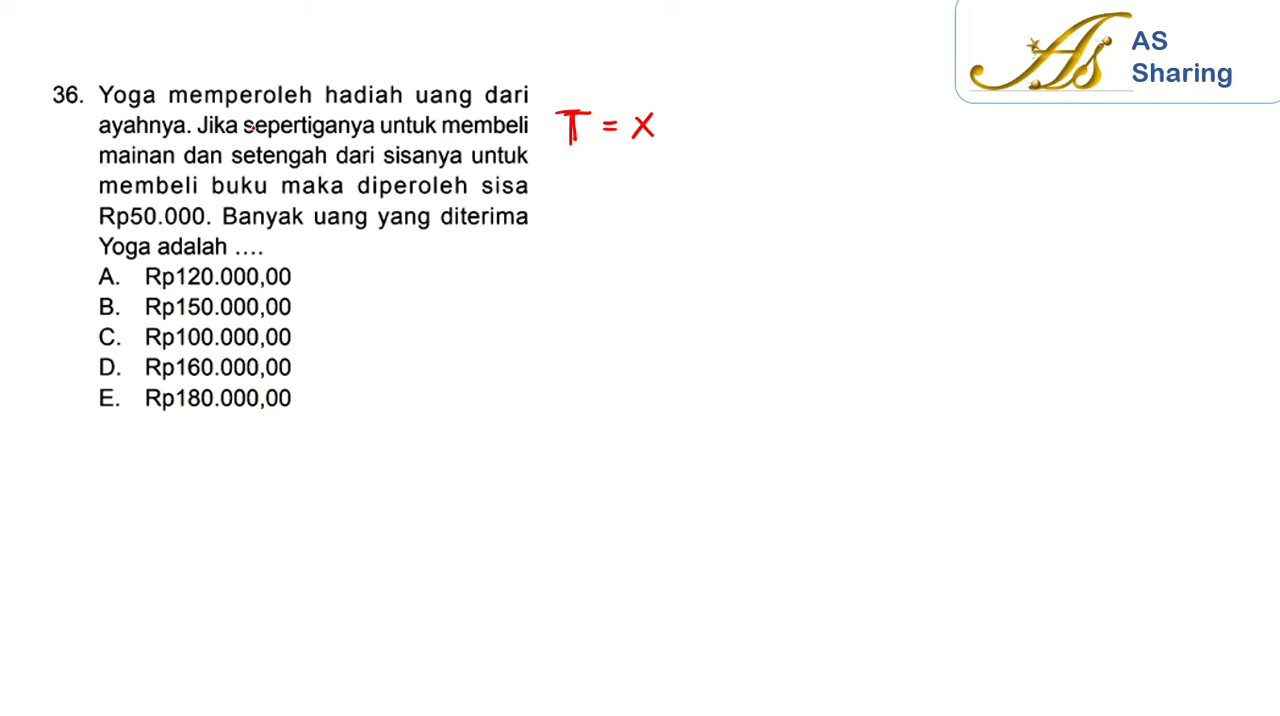 AS
Sharing
36. Yoga memperoleh hadiah uang dari
ayahnya. Jika sepertiganya untuk membeli
mainan dan setengah dari sisanya untuk
membeli buku maka diperoleh sisa
Rp50.000. Banyak uang yang diterima
Yoga adalah ....
A. Rp120.000,00
B. Rp150.000,00
C. Rp100.000,00
D. Rp160.000,00
E. Rp180.000,00
T = x